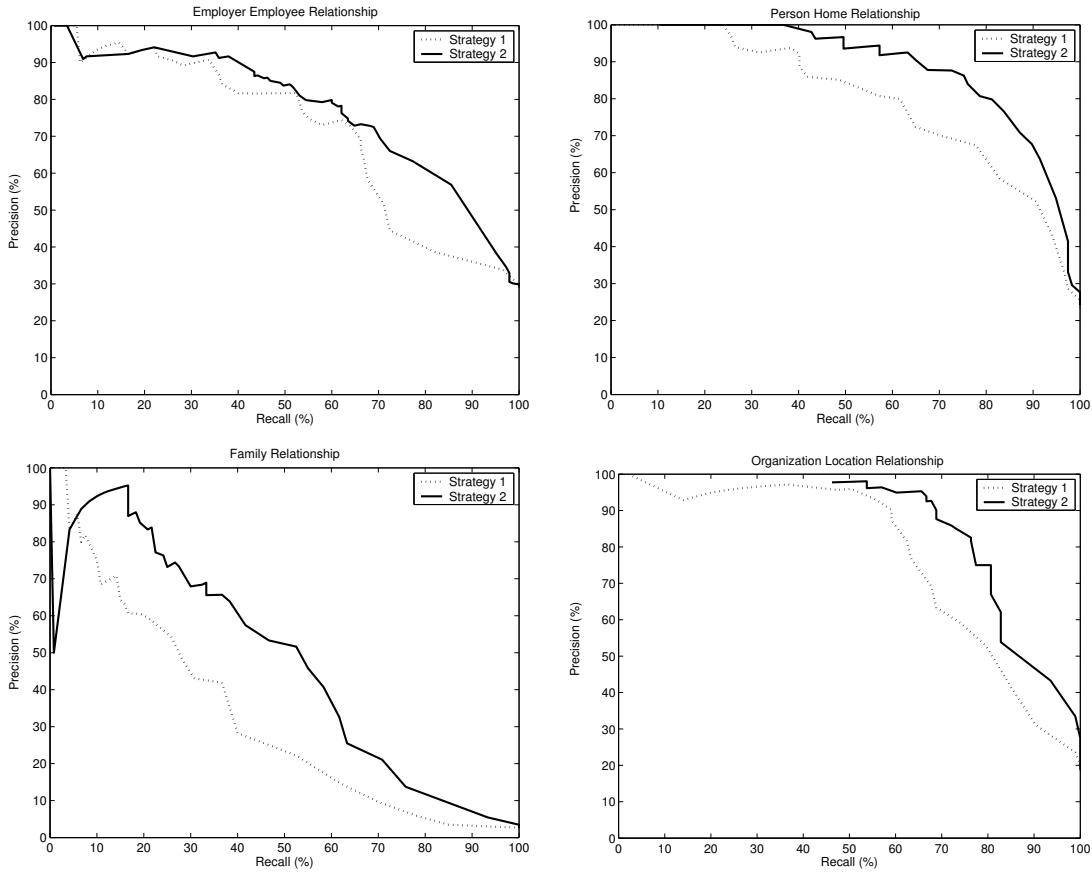 Employer Employee Relationship
100
90
80
70
60
50
40
30
20
10
0
Precision (%)
Strategy 1
Strategy 2
0 10 20 30 40 50 60 70 80 90 100
Recall (%)
Person Home Relationship
100
90
80
70
60
50
40
30
20
10
0
Precision (%)
Strategy 1
Strategy 2
0 10 20 30 40 50 60 70 80 90 100
Recall (%)
Family Relationship
100
90
80
70
60
50
40
30
20
10
0
Precision (%)
Strategy 1
Strategy 2
0 10 20 30 40 50 60 70 80 90 100
Recall (%)
Organization Location Relationship
100
90
80
70
60
50
40
30
20
10
0
Precision (%)
Strategy 1
Strategy 2
0 10 20 30 40 50 60 70 80 90 100
Recall (%)